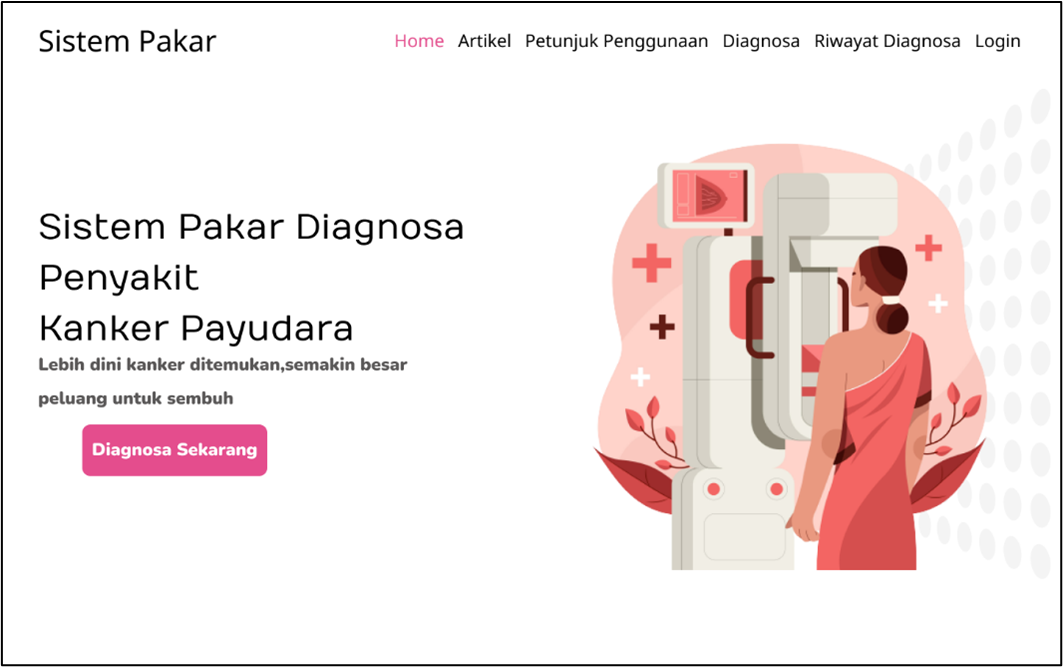 Sistem Pakar
Home Artikel Petunjuk Penggunaan Diagnosa Riwayat Diagnosa Login
Sistem Pakar Diagnosa
Penyakit
Kanker Payudara
Lebih dini kanker ditemukan,semakin besar
peluang untuk sembuh
Diagnosa Sekarang